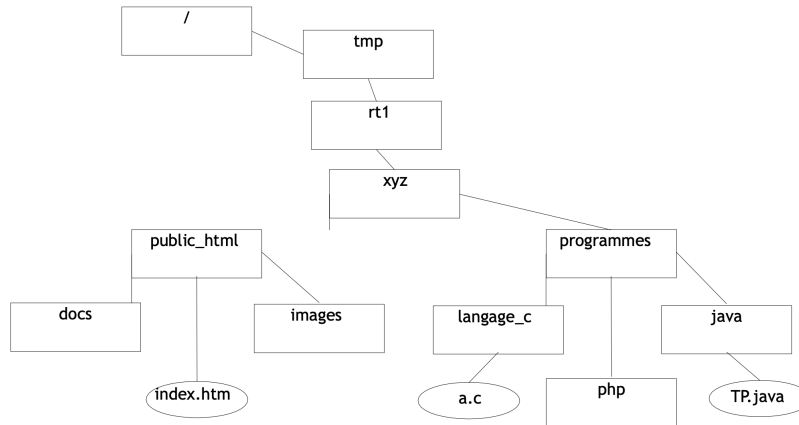 /
tmp
rt1
xyz
public_html
programmes
docs
images
langage_c
java
index.htm
a.c
php
TP.java